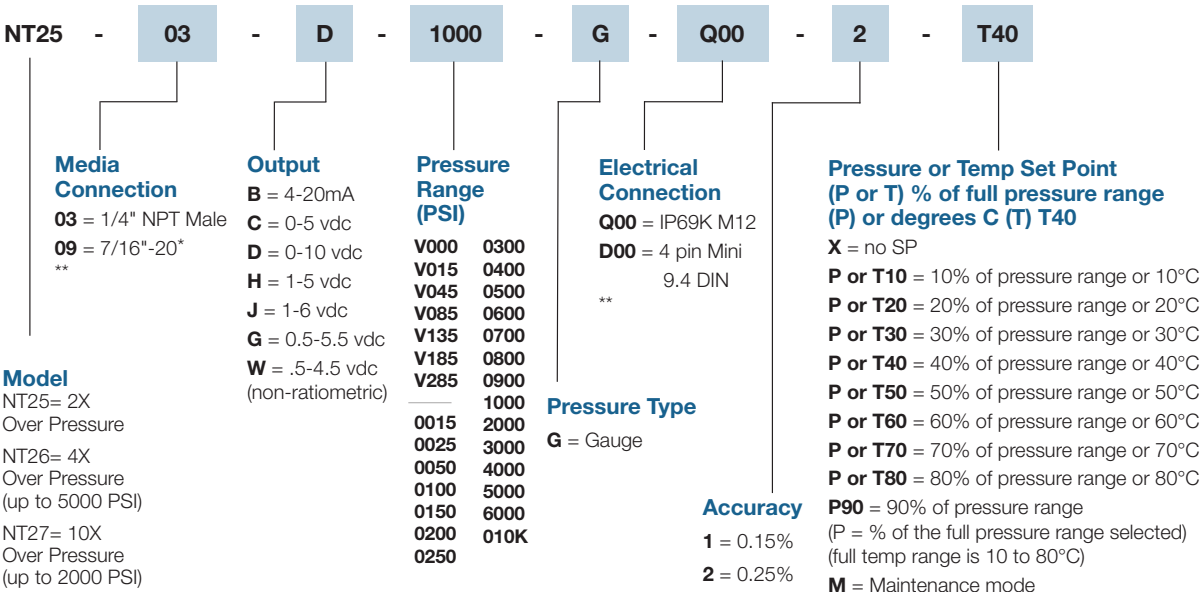 NT25 - 03 - D - 1000 - G - Q00 - 2 - T40
Media
Connection
03 = 1/4" NPT Male
09 = 7/16"-20*
**
Model
NT25= 2X
Over Pressure
NT26= 4X
Over Pressure
(up to 5000 PSI)
NT27= 10X
Over Pressure
(up to 2000 PSI)
Output
B = 4-20mA
C = 0-5 vdc
D = 0-10 vdc
H = 1-5 vdc
J = 1-6 vdc
G = 0.5-5.5 vdc
W = .5-4.5 vdc
(non-ratiometric)
Pressure
Range
(PSI)
V000 0300
V015 0400
V045 0500
V085 0600
V135 0700
V185 0800
V285 0900
1000
0015 2000
0025 3000
0050 4000
0100 5000
0150 6000
0200 010K
0250
Pressure Type
G = Gauge
Electrical
Connection
Q00 = IP69K M12
D00 = 4 pin Mini
9.4 DIN
**
Accuracy
1 = 0.15%
2 = 0.25%
Pressure or Temp Set Point
(P or T) % of full pressure range
(P) or degrees C (T) T40
X = no SP
P or T10 = 10% of pressure range or 10°C
P or T20 = 20% of pressure range or 20°C
P or T30 = 30% of pressure range or 30°C
P or T40 = 40% of pressure range or 40°C
P or T50 = 50% of pressure range or 50°C
P or T60 = 60% of pressure range or 60°C
P or T70 = 70% of pressure range or 70°C
P or T80 = 80% of pressure range or 80°C
P90 = 90% of pressure range
(P = % of the full pressure range selected)
(full temp range is 10 to 80°C)
M = Maintenance mode